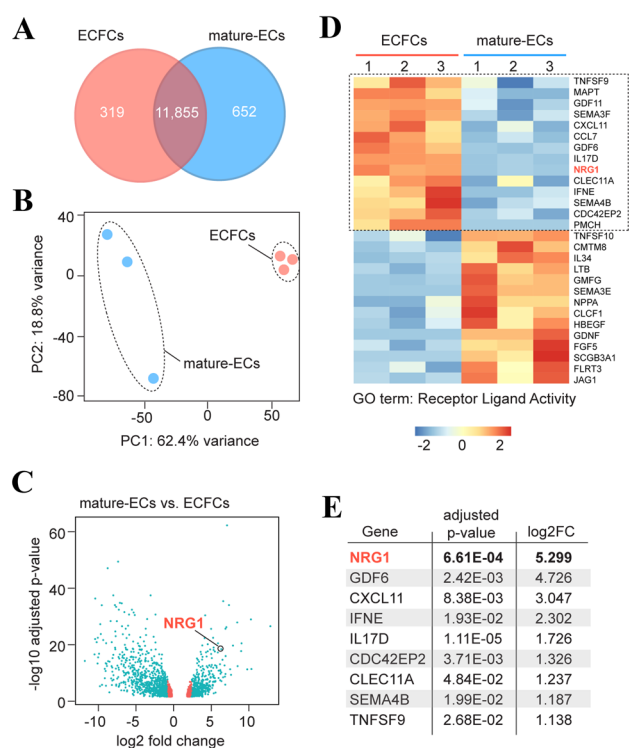 A
ECFCs
mature-ECs
319
11,855
652
B
40
0
-40
-80
PC2: 18.8% variance
ECFCs
mature-ECs
-50
0
50
PC1: 62.4% variance
C
mature-ECs vs. ECFCs
60
40
20
0
-log10 adjusted p-value
NRG1
-10
-5
0
5
10
log2 fold change
D
ECFCs
mature-ECs
1 2 3 1 2 3
TNFSF9
MAPT
GDF11
SEMA3F
CXCL11
CCL7
GDF6
IL17D
NRG1
CLEC11A
IFNE
SEMA4B
CDC42EP2
PMCH
TNFSF10
CMTM8
IL34
LTB
GMFG
SEMA3E
NPPA
CLCF1
HBEGF
GDNF
FGF5
SCGB3A1
FLRT3
JAG1
GO term: Receptor Ligand Activity
-2 0 2
E
Gene adjusted p-value log2FC
NRG1 6.61E-04 5.299
GDF6 2.42E-03 4.726
CXCL11 8.38E-03 3.047
IFNE 1.93E-02 2.302
IL17D 1.11E-05 1.726
CDC42EP2 3.71E-03 1.326
CLEC11A 4.84E-02 1.237
SEMA4B 1.99E-02 1.187
TNFSF9 2.68E-02 1.138